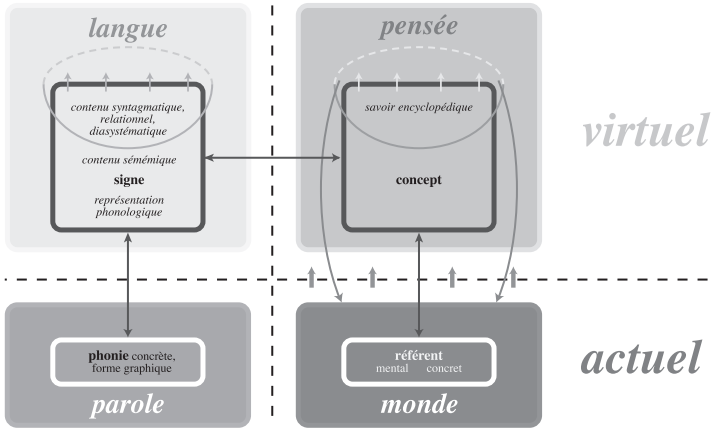 langue
contenu syntagmatique,
relationnel,
diasystématique
contenu sémémique
signe
représentation
phonologique
pensée
savoir encyclopédique
concept
virtuel
phonie concrète,
forme graphique
parole
référent
mental concret
monde
actuel